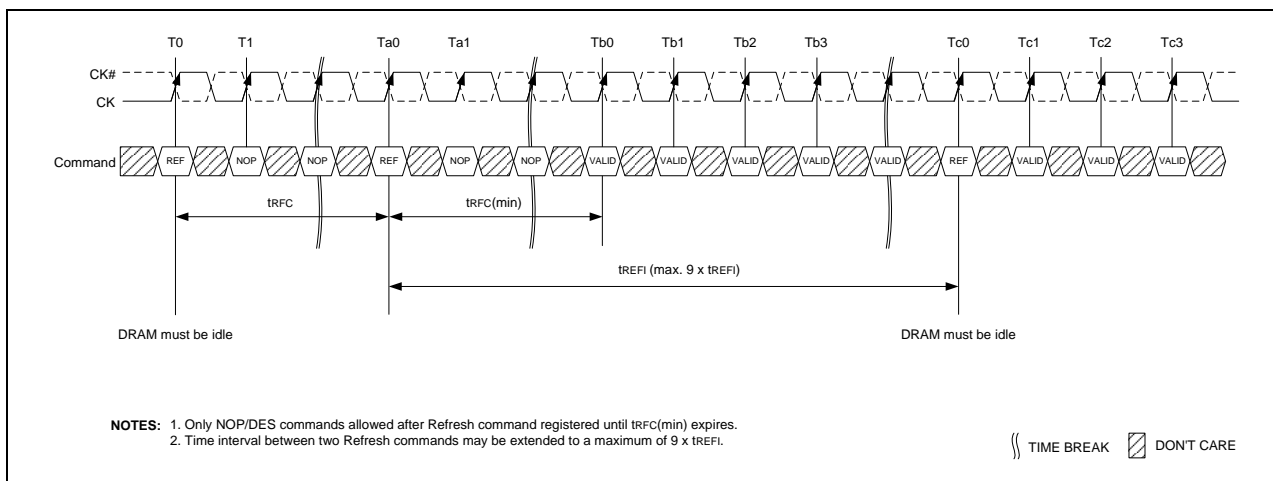 T0 T1 Ta0 Ta1 Tb0 Tb1 Tb2 Tb3 Tc0 Tc1 Tc2 Tc3
CK#
CK
Command REF NOP NOP REF NOP NOP VALID VALID VALID VALID VALID REF VALID VALID VALID
tRFC tRFC(min)
tREFI (max. 9 x tREFI)
DRAM must be idle DRAM must be idle
NOTES: 1. Only NOP/DES commands allowed after Refresh command registered until tRFC(min) expires.
2. Time interval between two Refresh commands may be extended to a maximum of 9 x tREFI.
TIME BREAK DON'T CARE